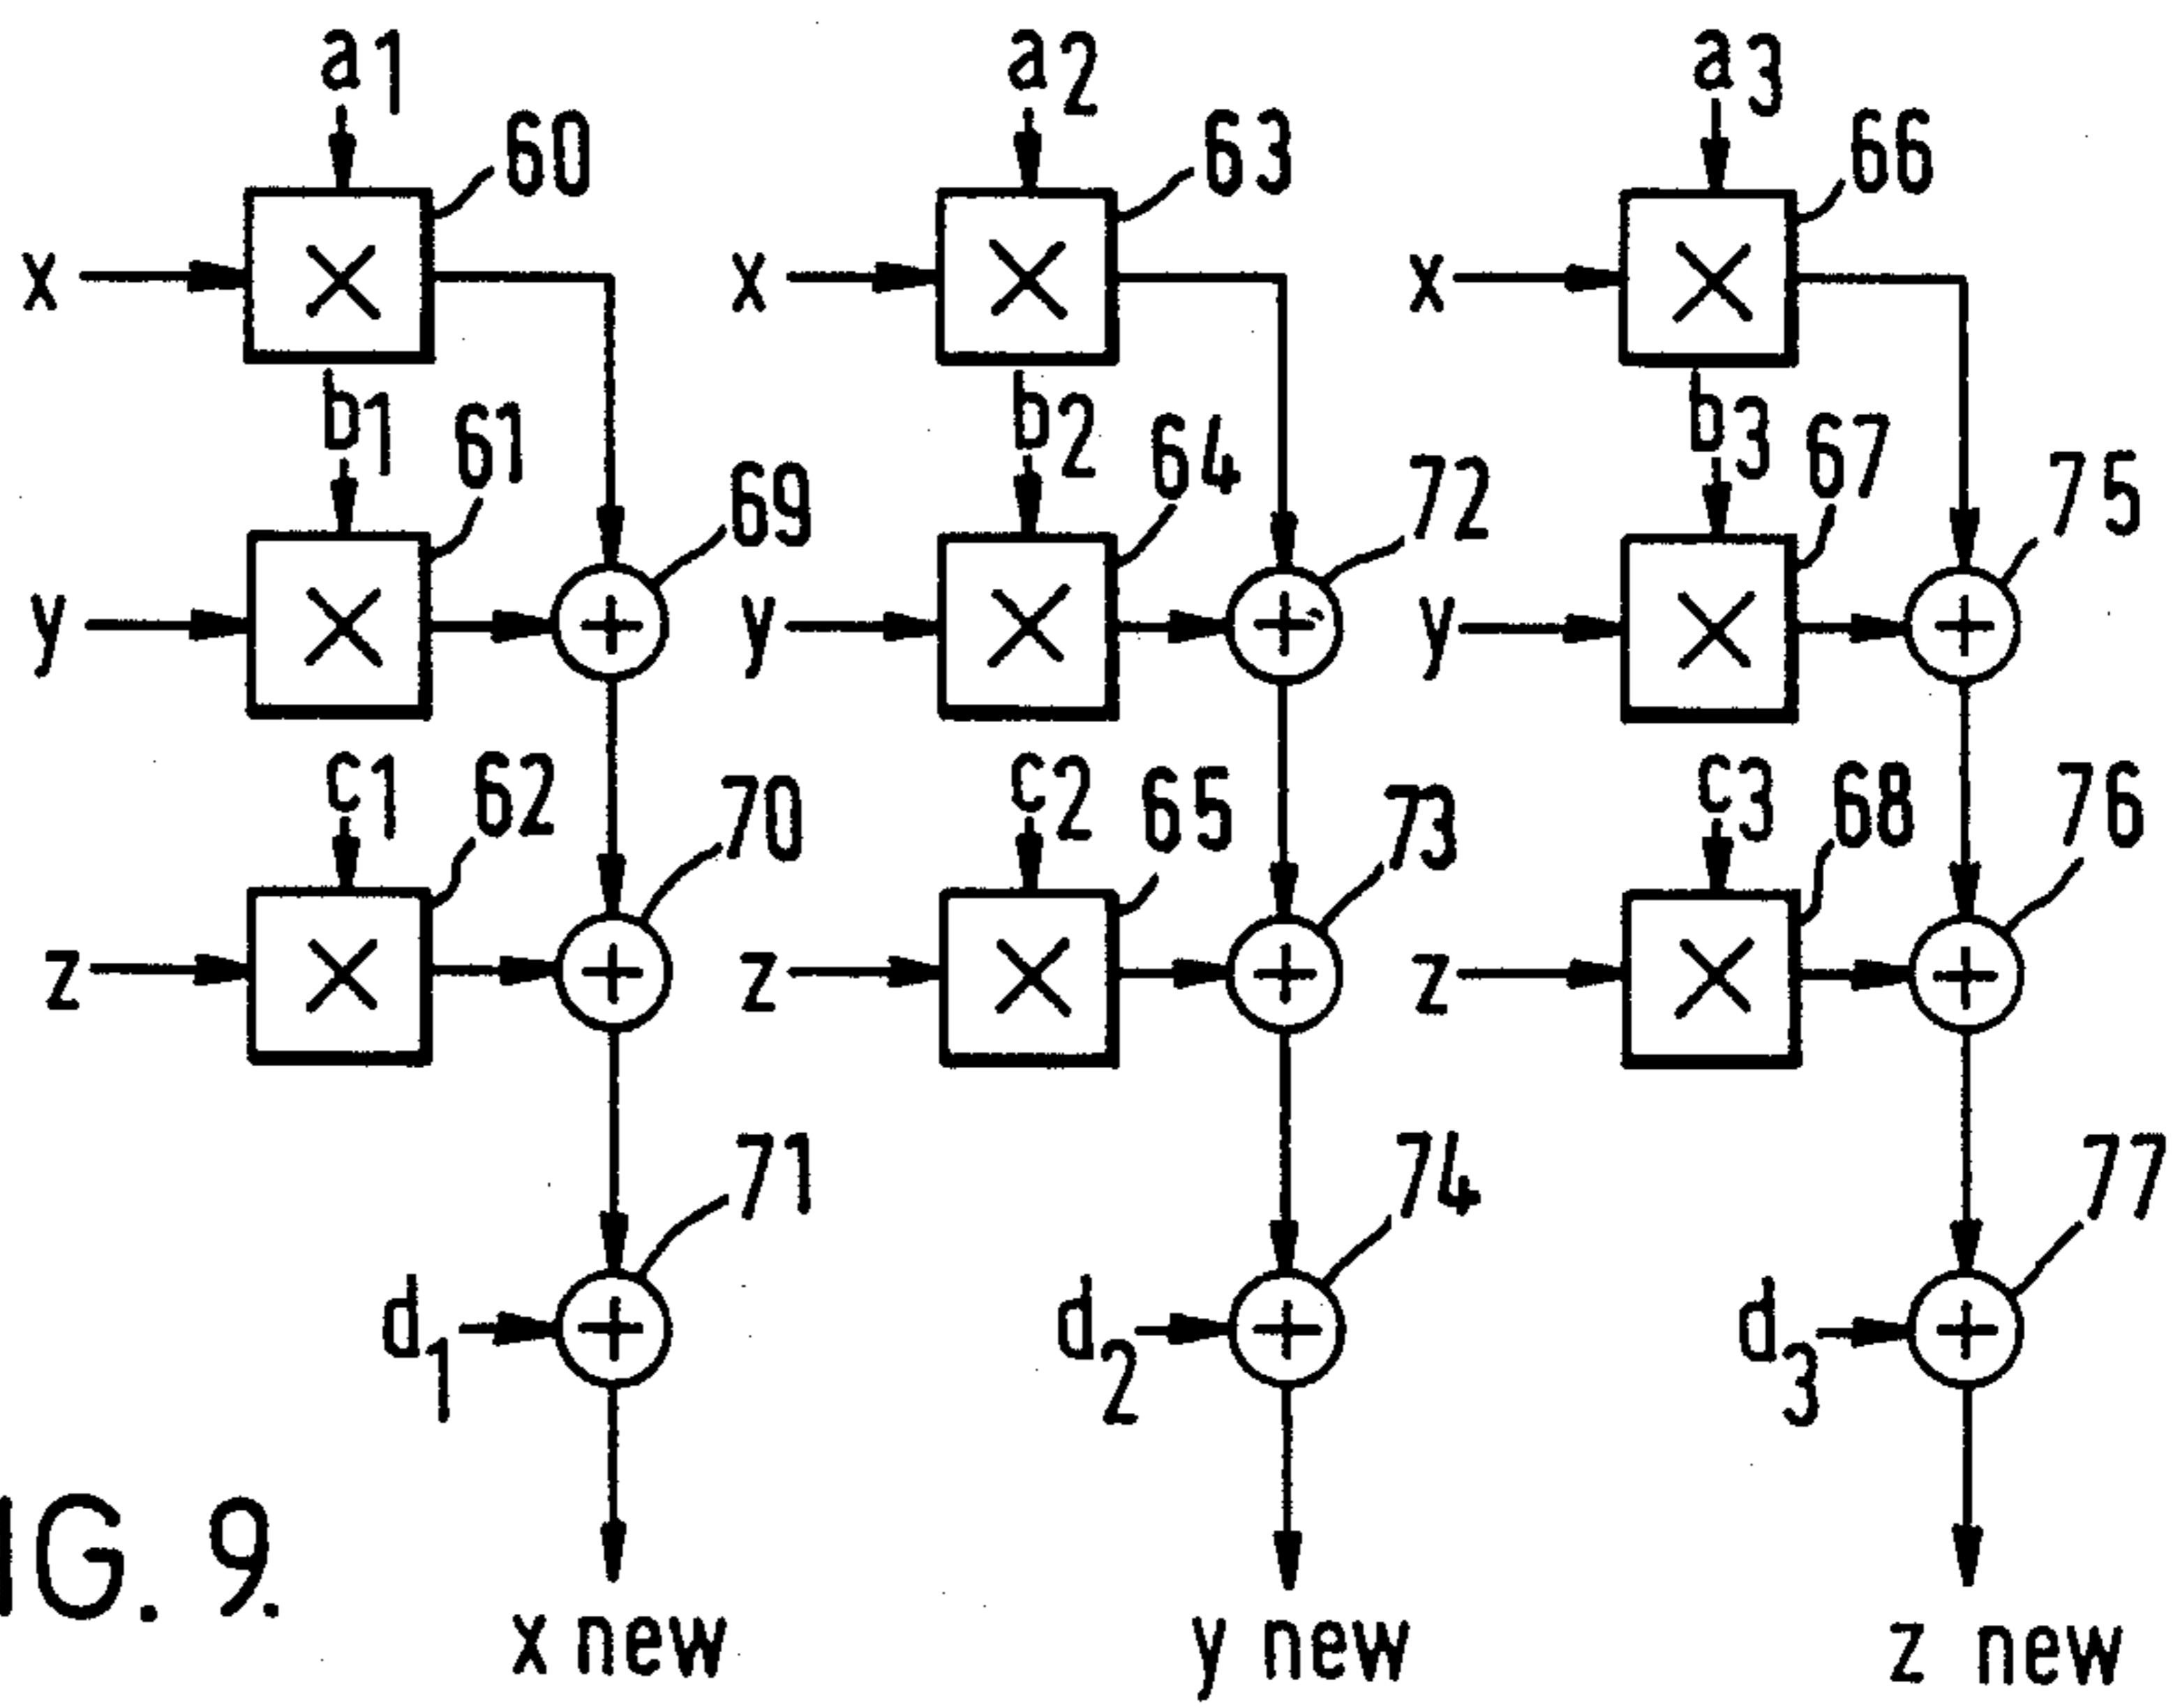 a1 a2 a3
60 63 66
x x x
b1 61 b2 64 b3 67
69 72 75
y y y
c1 62 c2 65 c3 68
70 73 76
z z z
71 74 77
d1 d2 d3
IG. 9.
x new y new z new